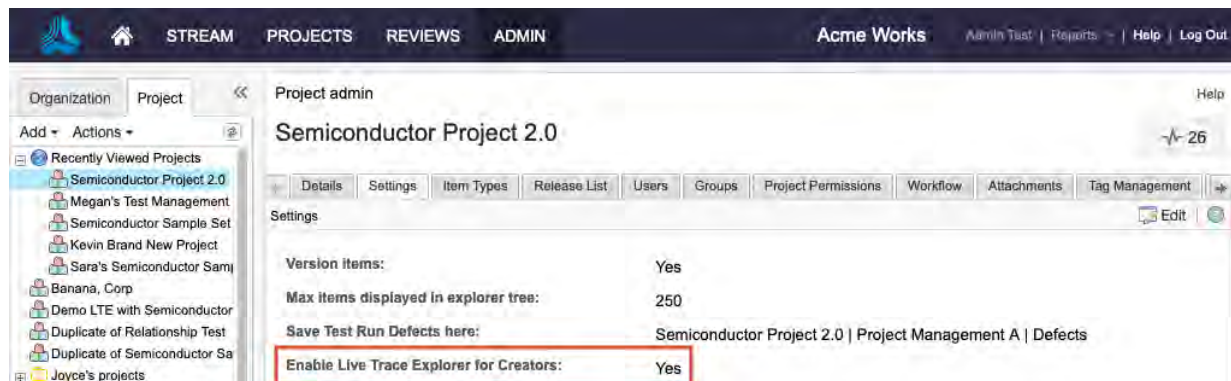 STREAM PROJECTS REVIEWS ADMIN Acme Works Admin Test | Reports | Help | Log Out
Organization Project
Project admin Help
Add Actions
Semiconductor Project 2.0 26
Recently Viewed Projects
Semiconductor Project 2.0
Details Settings Item Types Release List Users Groups Project Permissions Workflow Attachments Tag Management
Megan's Test Management
Semiconductor Sample Set
Settings Edit
Kevin Brand New Project
Sara's Semiconductor Samp
Version items: Yes
Banana, Corp
Max items displayed in explorer tree: 250
Demo LTE with Semiconductor
Duplicate of Relationship Test
Save Test Run Defects here: Semiconductor Project 2.0 | Project Management A | Defects
Duplicate of Semiconductor Sa
Enable Live Trace Explorer for Creators: Yes
Joyce's projects